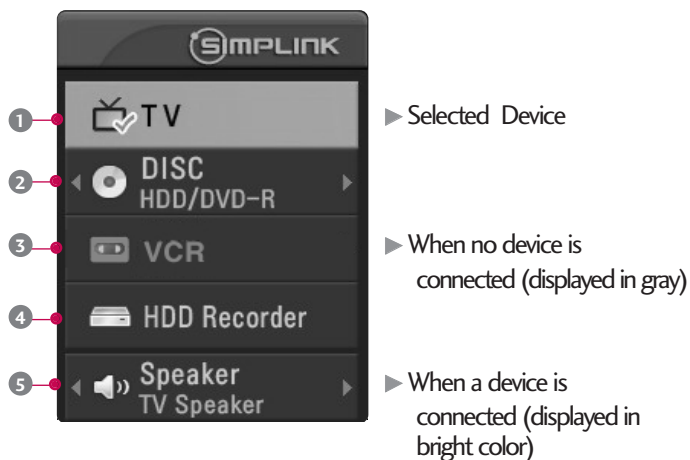 SIMPLINK
1 TV ▶ Selected Device
2 DISC
HDD/DVD-R
3 VCR ▶ When no device is
connected (displayed in gray)
4 HDD Recorder
5 Speaker ▶ When a device is
TV Speaker connected (displayed in
bright color)